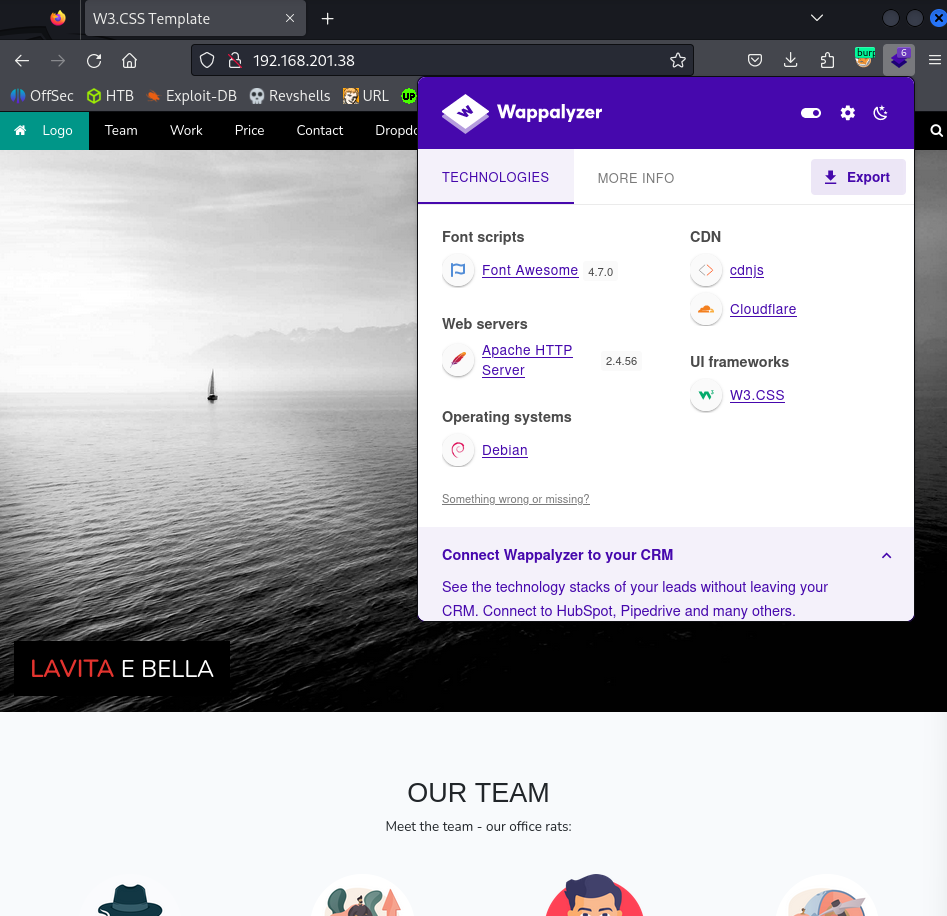 W3.CSS Template
192.168.201.38
burp
6
OffSec
HTB
Exploit-DB
Revshells
URL
UP
Logo
Team
Work
Price
Contact
Dropdo
Wappalyzer
TECHNOLOGIES
MORE INFO
Export
Font scripts
Font Awesome
4.7.0
Web servers
Apache HTTP
Server
2.4.56
Operating systems
Debian
CDN
cdnjs
Cloudflare
UI frameworks
W3.CSS
Something wrong or missing?
Connect Wappalyzer to your CRM
See the technology stacks of your leads without leaving your
CRM. Connect to HubSpot, Pipedrive and many others.
LAVITA E BELLA
OUR TEAM
Meet the team - our office rats: